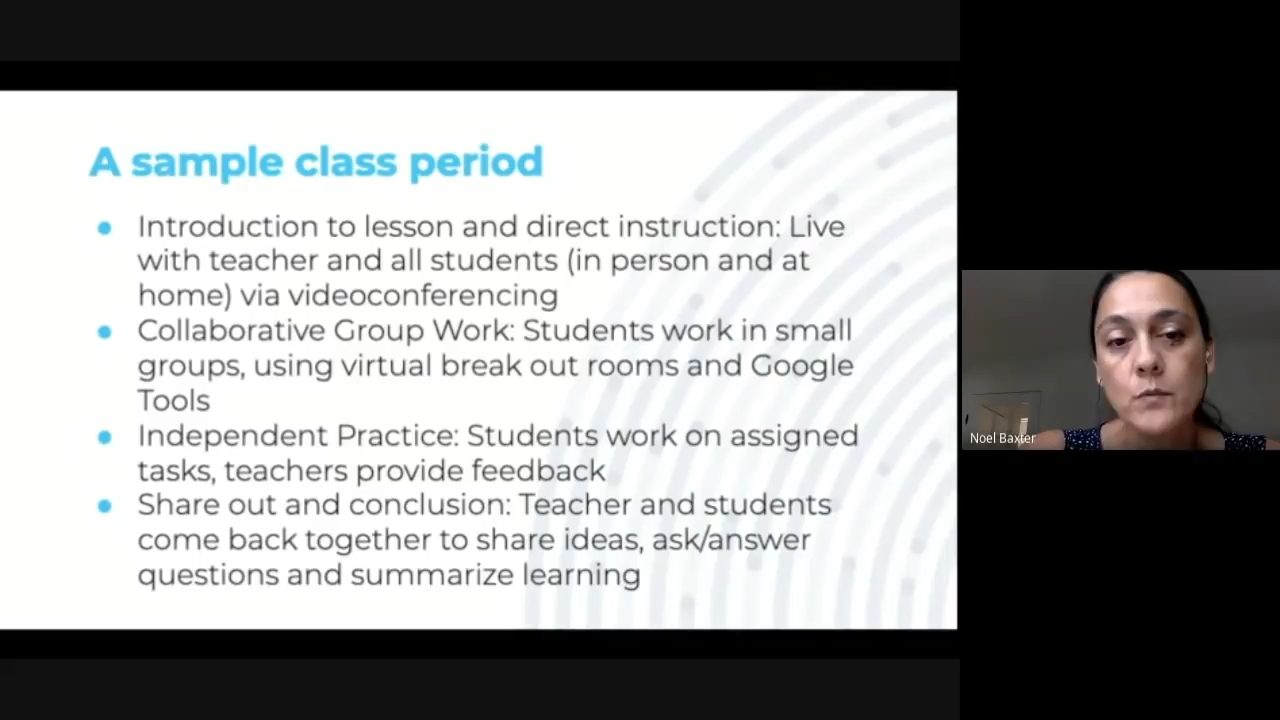 A sample class period
Introduction to lesson and direct instruction: Live
with teacher and all students (in person and at
home) via videoconferencing
Collaborative Group Work: Students work in small
groups, using virtual break out rooms and Google
Tools
Independent Practice: Students work on assigned
tasks, teachers provide feedback
Share out and conclusion: Teacher and students
come back together to share ideas, ask/answer
questions and summarize learning
Noel Baxter